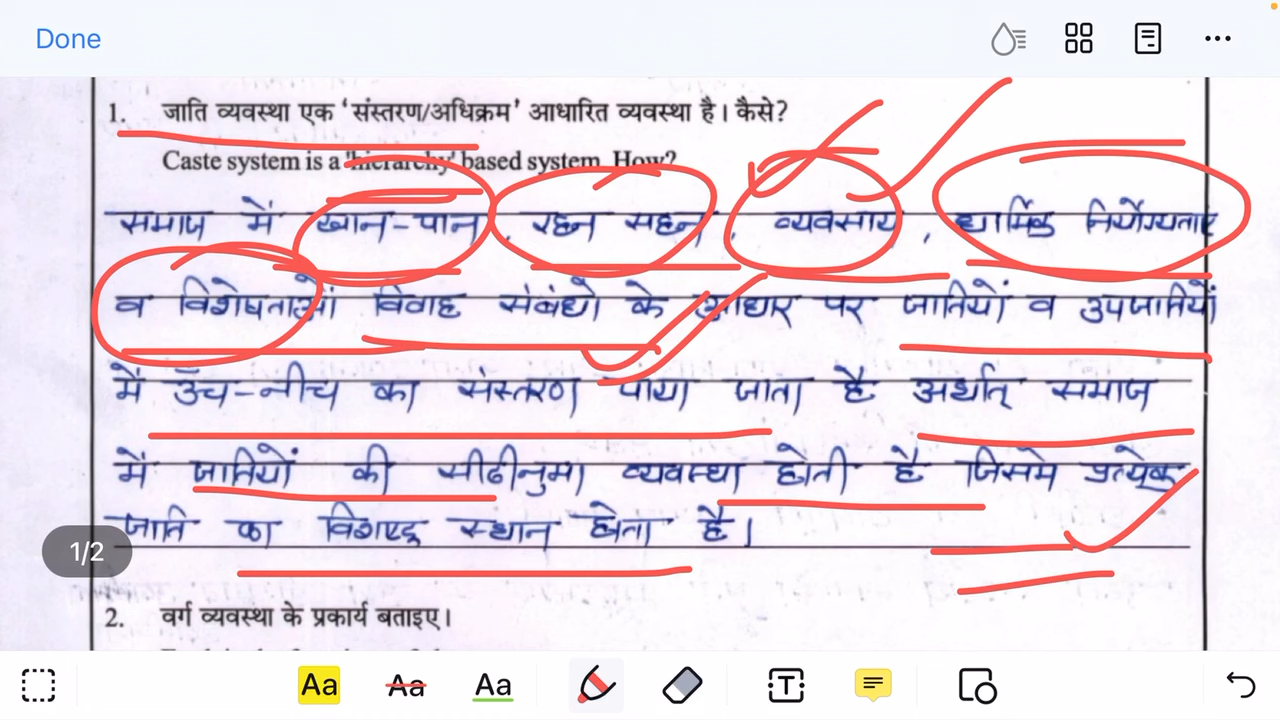 Done
1. जाति व्यवस्था एक ‘संस्तरण/अधिक्रम’ आधारित व्यवस्था है। कैसे?
Caste system is a 'hierarchy' based system. How?
समाज में खान-पान, रहन सहन, व्यवसाय, धार्मिक निर्योग्यताएं
व विशेषताओं विवाह संबंधो के आधार पर जातियों व उपजातियों
में ऊँच-नीच का संस्तरण पाया जाता है अर्थात् समाज
में जातियों की सीढीनुमा व्यवस्था होती है जिसमे प्रत्येक
जाति का विशिष्ट स्थान होता है।
1/2
2. वर्ग व्यवस्था के प्रकार्य बताइए।
Aa Aa Aa T